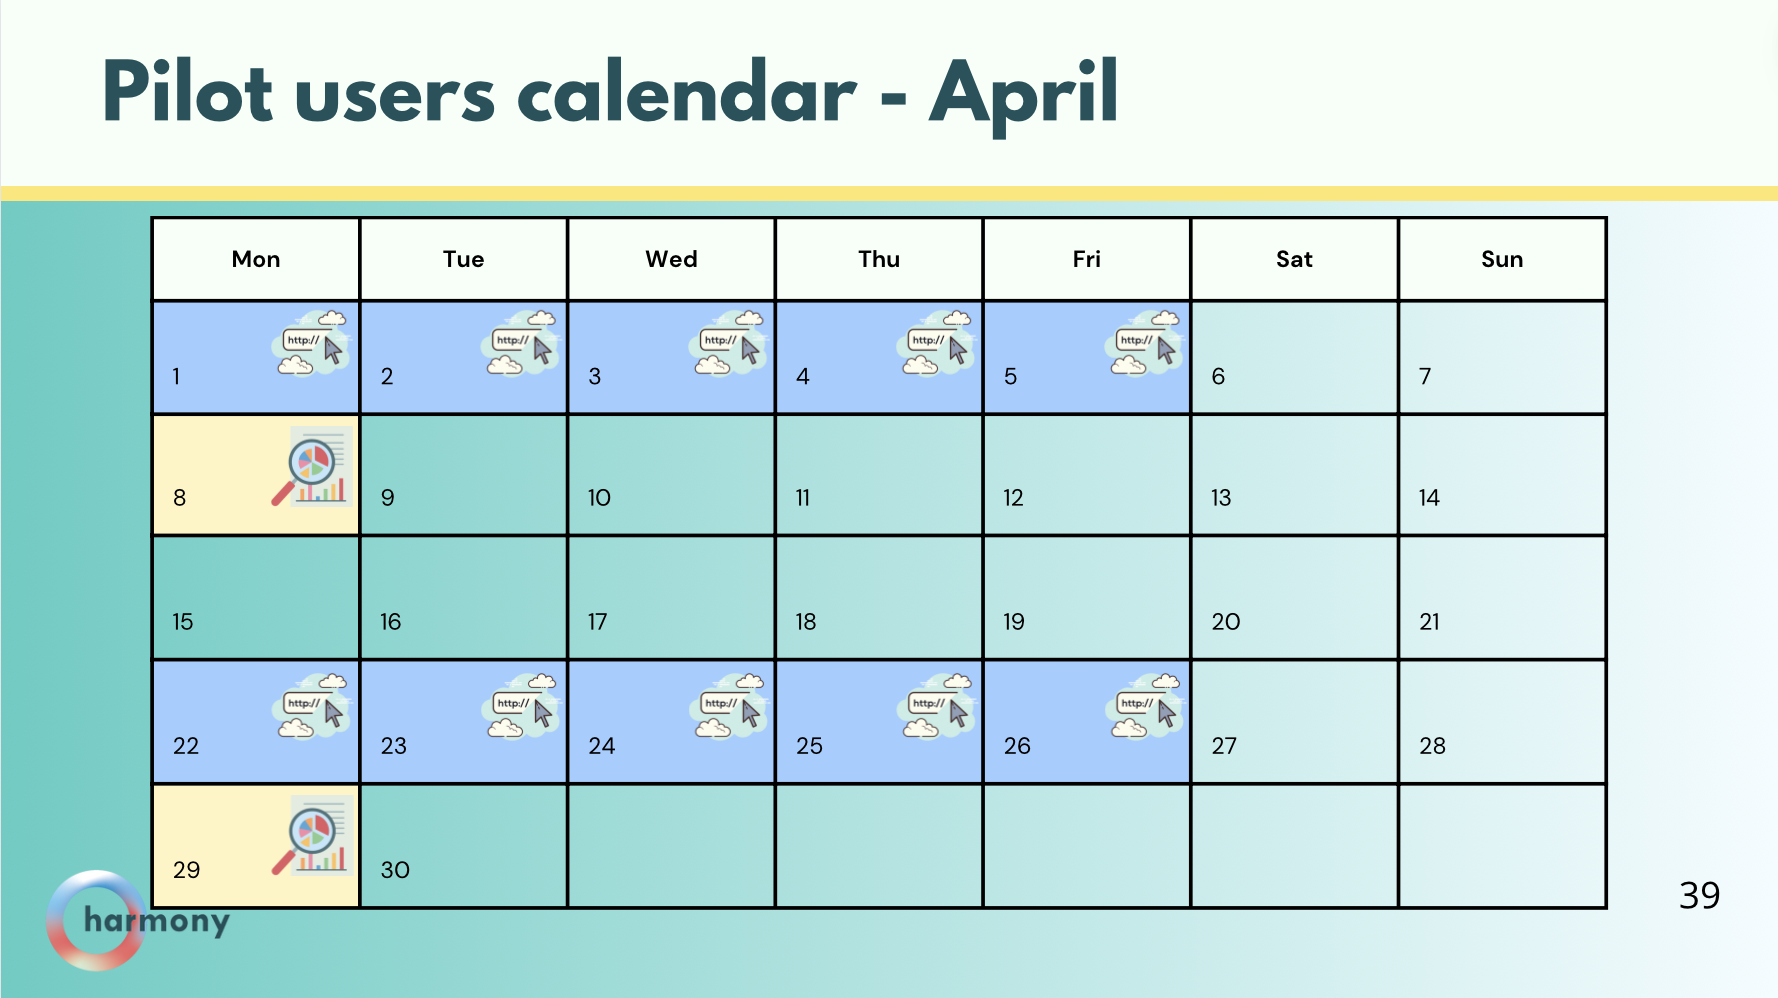 Pilot users calendar - April
Mon Tue Wed Thu Fri Sat Sun
http:// http:// http:// http:// http://
1 2 3 4 5 6 7
8 9 10 11 12 13 14
15 16 17 18 19 20 21
http:// http:// http:// http:// http://
22 23 24 25 26 27 28
29 30
39
harmony